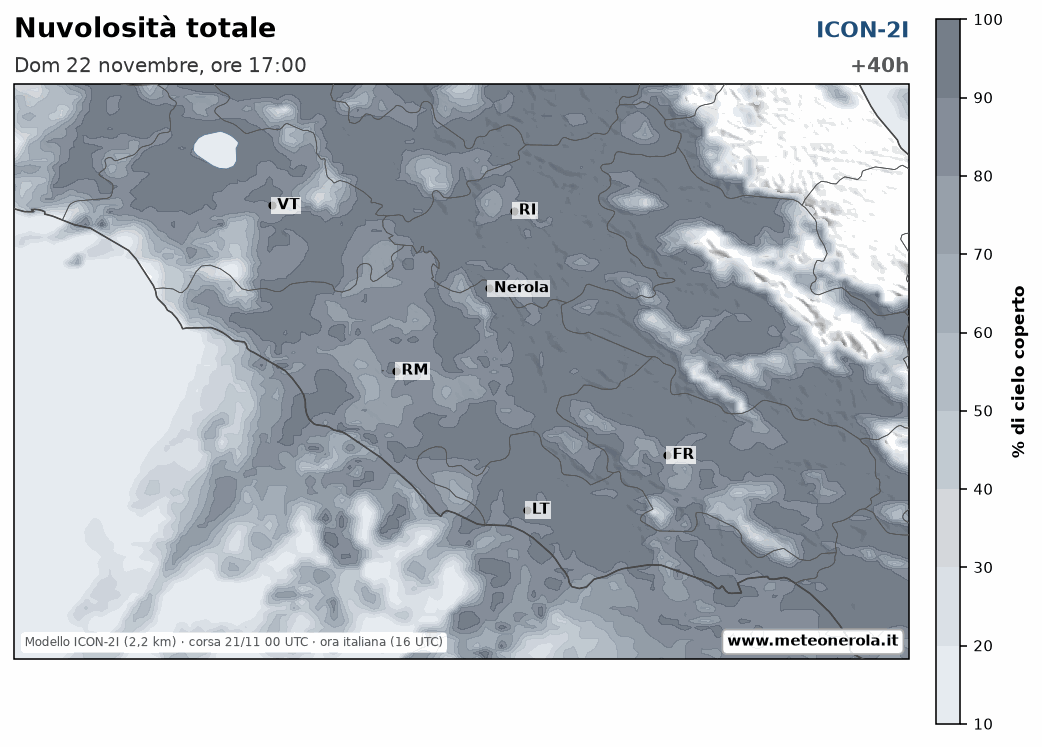 Nuvolosità totale
ICON-2I
Dom 22 novembre, ore 17:00
+40h
VT
RI
Nerola
RM
FR
LT
Modello ICON-2I (2,2 km) · corsa 21/11 00 UTC · ora italiana (16 UTC)
www.meteonerola.it
100
90
80
70
60
50
40
30
20
10
% di cielo coperto